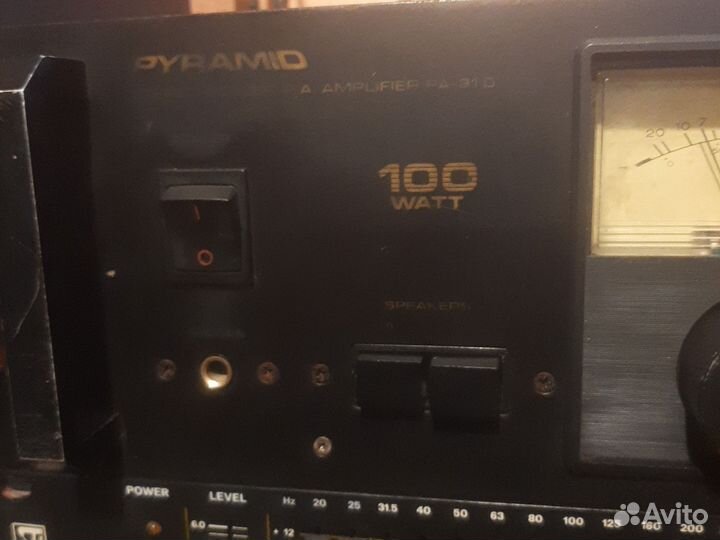 PYRAMID
P.A AMPLIFIER PA-31D
20 10 7
100
WATT
I
O
SPEAKERS
POWER LEVEL Hz 20 25 31.5 40 50 63 80 100 125 160 200
6.0 + 12
Avito